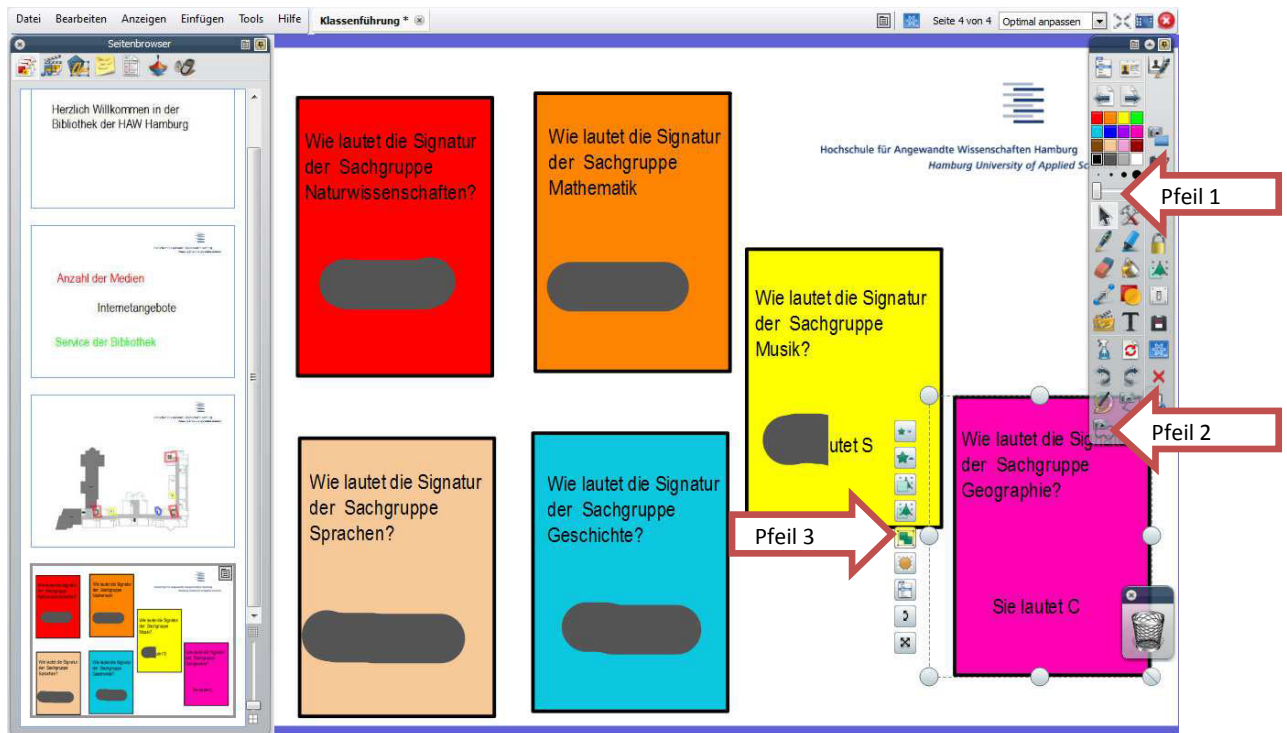 Datei Bearbeiten Anzeigen Einfügen Tools Hilfe Klassenführung * Seite 4 von 4 Optimal anpassen
Seitenbrowser
Herzlich Willkommen in der
Bibliothek der HAW Hamburg
Anzahl der Medien
Internetangebote
Service der Bibliothek
Wie lautet die Signatur
der Sachgruppe
Naturwissenschaften?
Wie lautet die Signatur
der Sachgruppe
Mathematik
Hochschule für Angewandte Wissenschaften Hamburg
Hamburg University of Applied Sc
Pfeil 1
Wie lautet die Signatur
der Sachgruppe
Musik?
utet S
Pfeil 2
Wie lautet die Signatur
der Sachgruppe
Geographie?
Sie lautet C
Pfeil 3
Wie lautet die Signatur
der Sachgruppe
Sprachen?
Wie lautet die Signatur
der Sachgruppe
Geschichte?